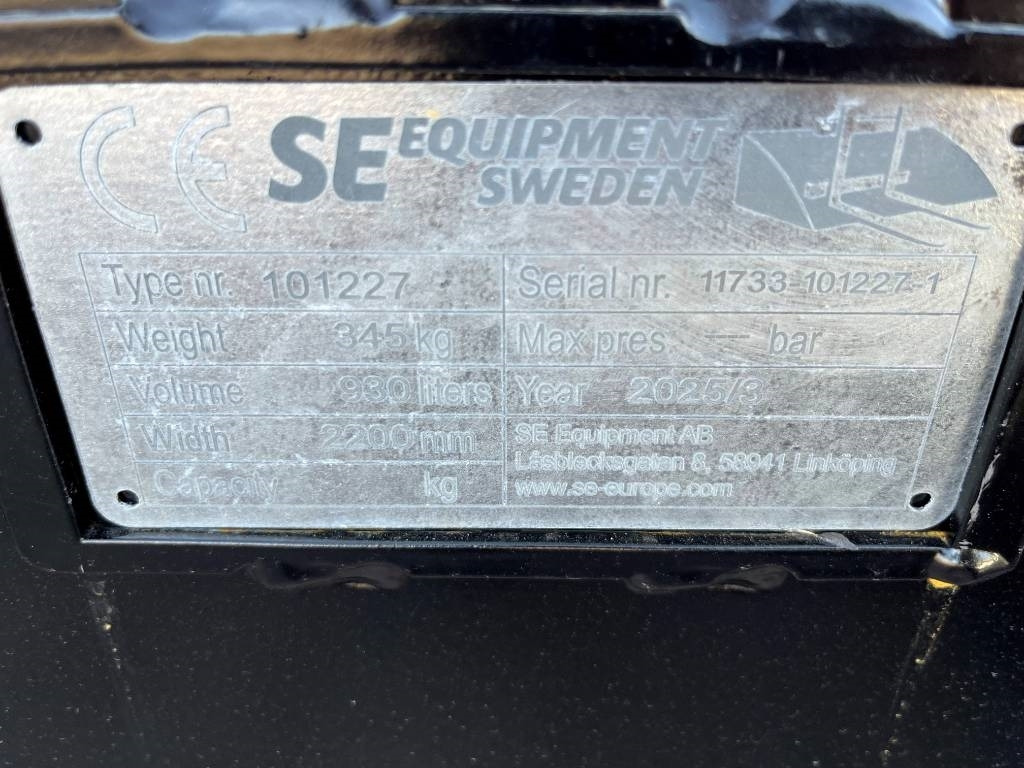 CE SE EQUIPMENT
SWEDEN
Type nr. 101227
Serial nr. 11733-101227-1
Weight 345 kg
Max pres — bar
Volume 930 liters
Year 2025/3
Width 2200 mm
SE Equipment AB
Låsblecksgatan 8, 58941 Linköping
www.se-europe.com
Capacity kg